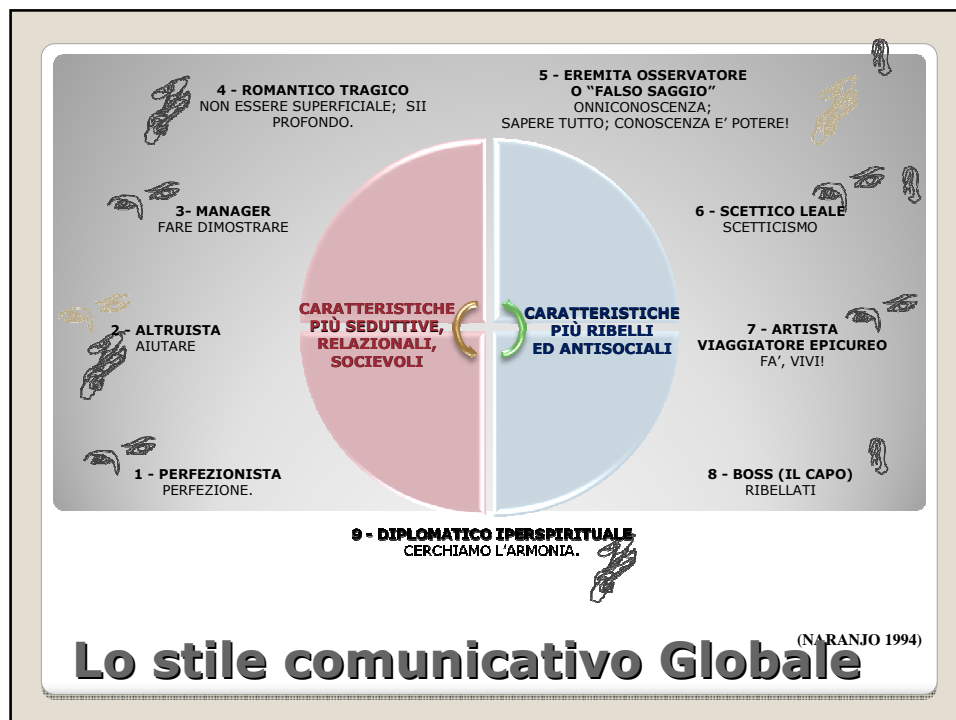 4 - ROMANTICO TRAGICO
NON ESSERE SUPERFICIALE;  SII
PROFONDO.
5 - EREMITA OSSERVATORE
O “FALSO SAGGIO”
ONNICONOSCENZA;
SAPERE TUTTO; CONOSCENZA E’ POTERE!
3- MANAGER
FARE DIMOSTRARE
6 - SCETTICO LEALE
SCETTICISMO
2 - ALTRUISTA
AIUTARE
CARATTERISTICHE
PIÙ SEDUTTIVE,
RELAZIONALI,
SOCIEVOLI
CARATTERISTICHE
PIÙ RIBELLI
ED ANTISOCIALI
7 - ARTISTA
VIAGGIATORE EPICUREO
FA’, VIVI!
1 - PERFEZIONISTA
PERFEZIONE.
8 - BOSS (IL CAPO)
RIBELLATI
9 - DIPLOMATICO IPERSPIRITUALE
CERCHIAMO L’ARMONIA.
(NARANJO 1994)
Lo stile comunicativo Globale